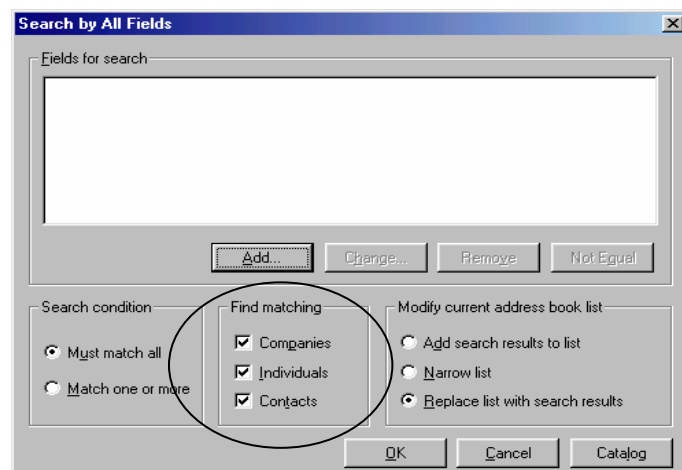 Search by All Fields
Fields for search
Add... Change... Remove Not Equal
Search condition
Must match all
Match one or more
Find matching
Companies
Individuals
Contacts
Modify current address book list
Add search results to list
Narrow list
Replace list with search results
OK Cancel Catalog